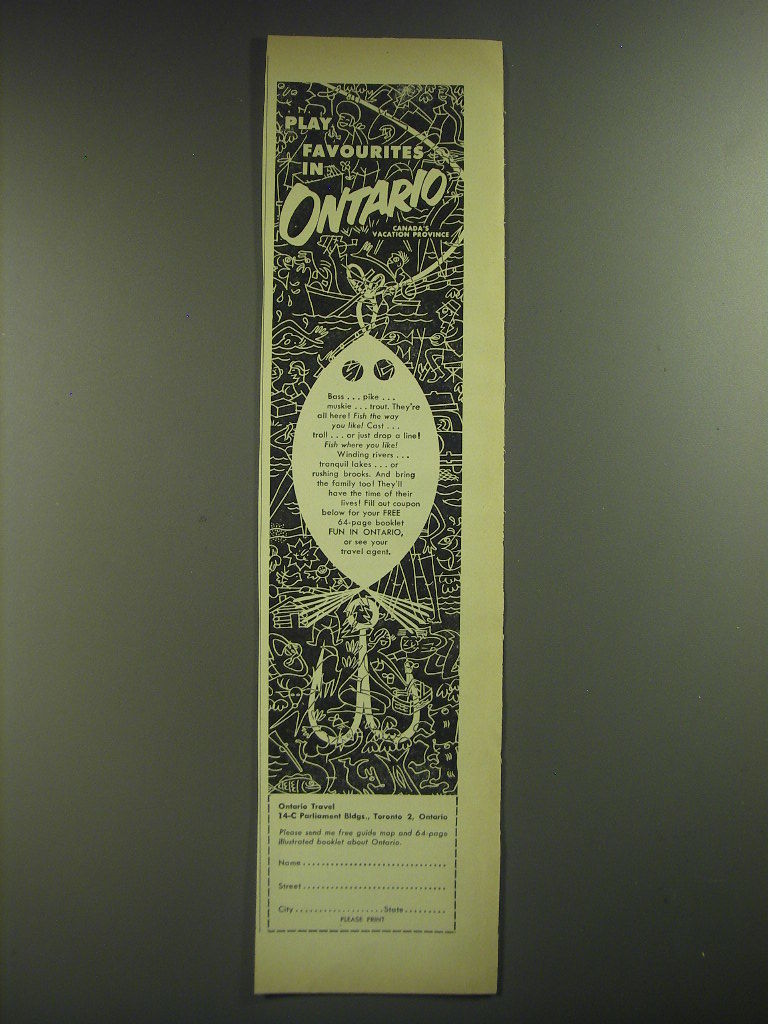 PLAY
FAVOURITES
IN
ONTARIO
CANADA'S
VACATION PROVINCE
Bass . . . pike . . .
muskie . . . trout. They're
all here! Fish the way
you like! Cast . . .
troll . . . or just drop a line!
Fish where you like!
Winding rivers . . .
tranquil lakes . . . or
rushing brooks. And bring
the family too! They'll
have the time of their
lives! Fill out coupon
below for your FREE
64-page booklet
FUN IN ONTARIO,
or see your
travel agent.
Ontario Travel
14-C Parliament Bldgs., Toronto 2, Ontario
Please send me free guide map and 64-page
illustrated booklet about Ontario.
Name
Street
City State
PLEASE PRINT